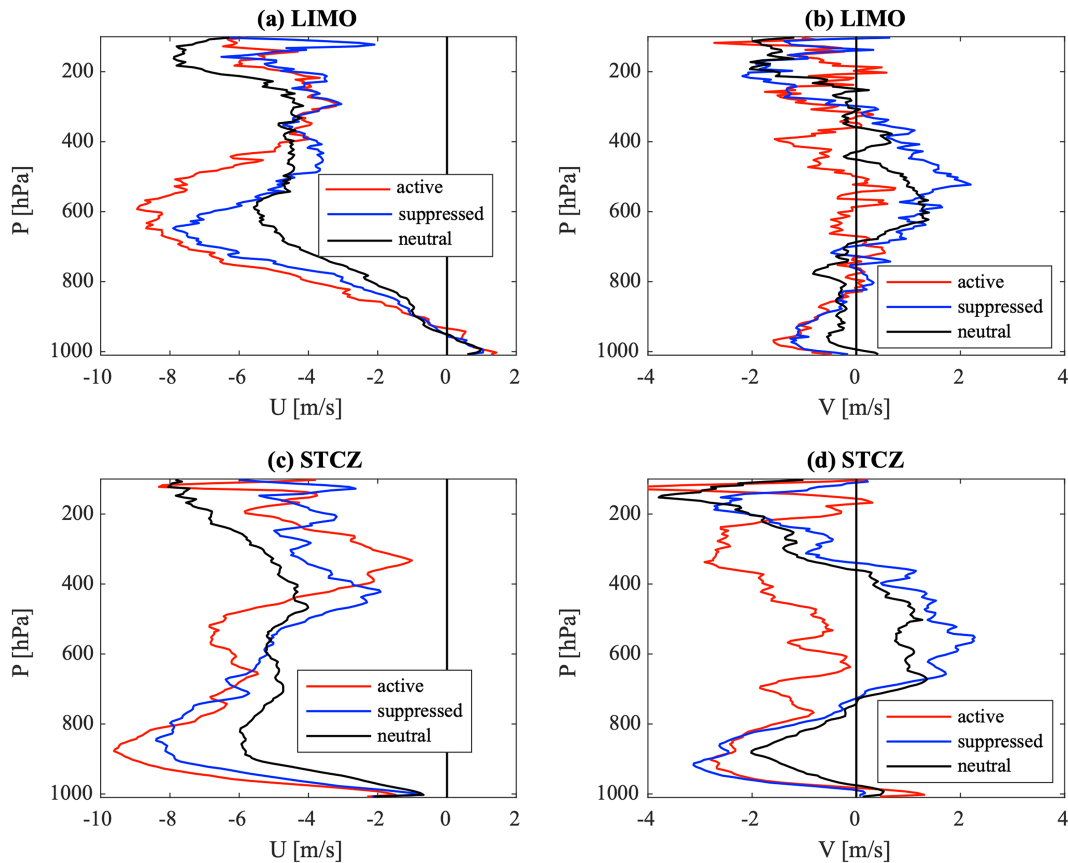 (a) LIMO
200
400
600
800
1000
P [hPa]
active
suppressed
neutral
-10 -8 -6 -4 -2 0 2
U [m/s]
(b) LIMO
200
400
600
800
1000
P [hPa]
active
suppressed
neutral
-4 -2 0 2 4
V [m/s]
(c) STCZ
200
400
600
800
1000
P [hPa]
active
suppressed
neutral
-10 -8 -6 -4 -2 0 2
U [m/s]
(d) STCZ
200
400
600
800
1000
P [hPa]
active
suppressed
neutral
-4 -2 0 2 4
V [m/s]